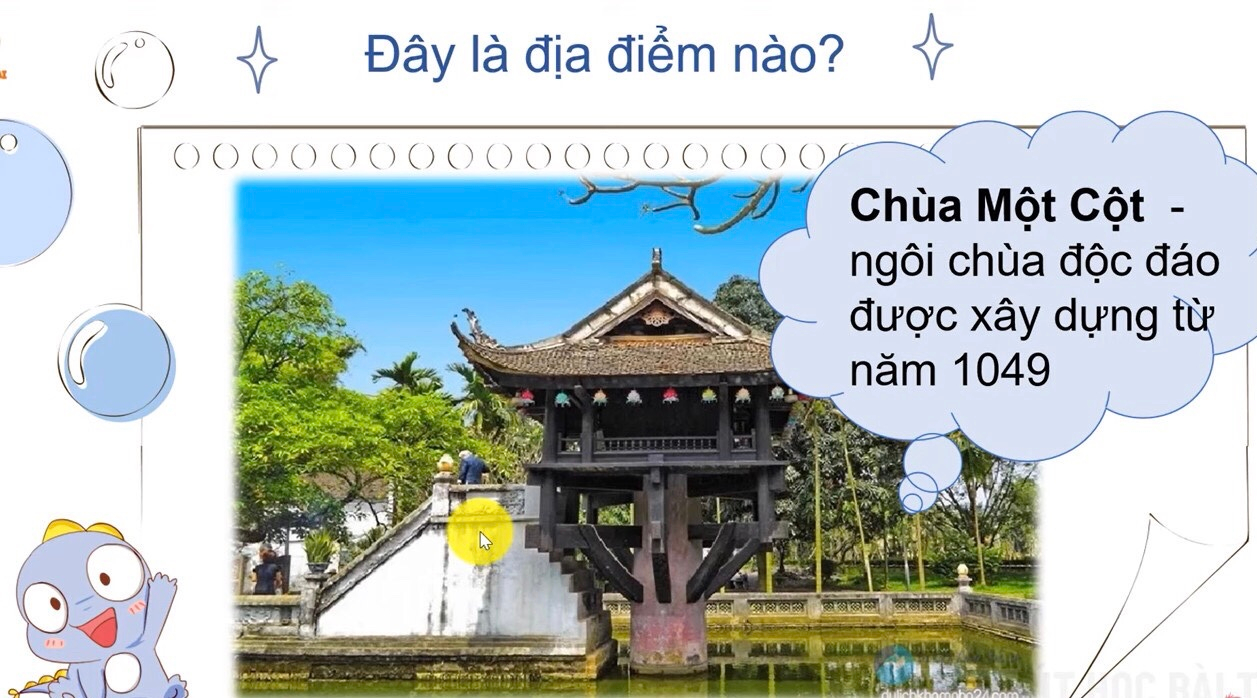 Đây là địa điểm nào?
Chùa Một Cột -
ngôi chùa độc đáo
được xây dựng từ
năm 1049